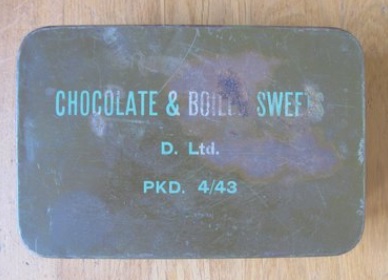 CHOCOLATE & BOILED SWEETS
D. Ltd.
PKD. 4/43